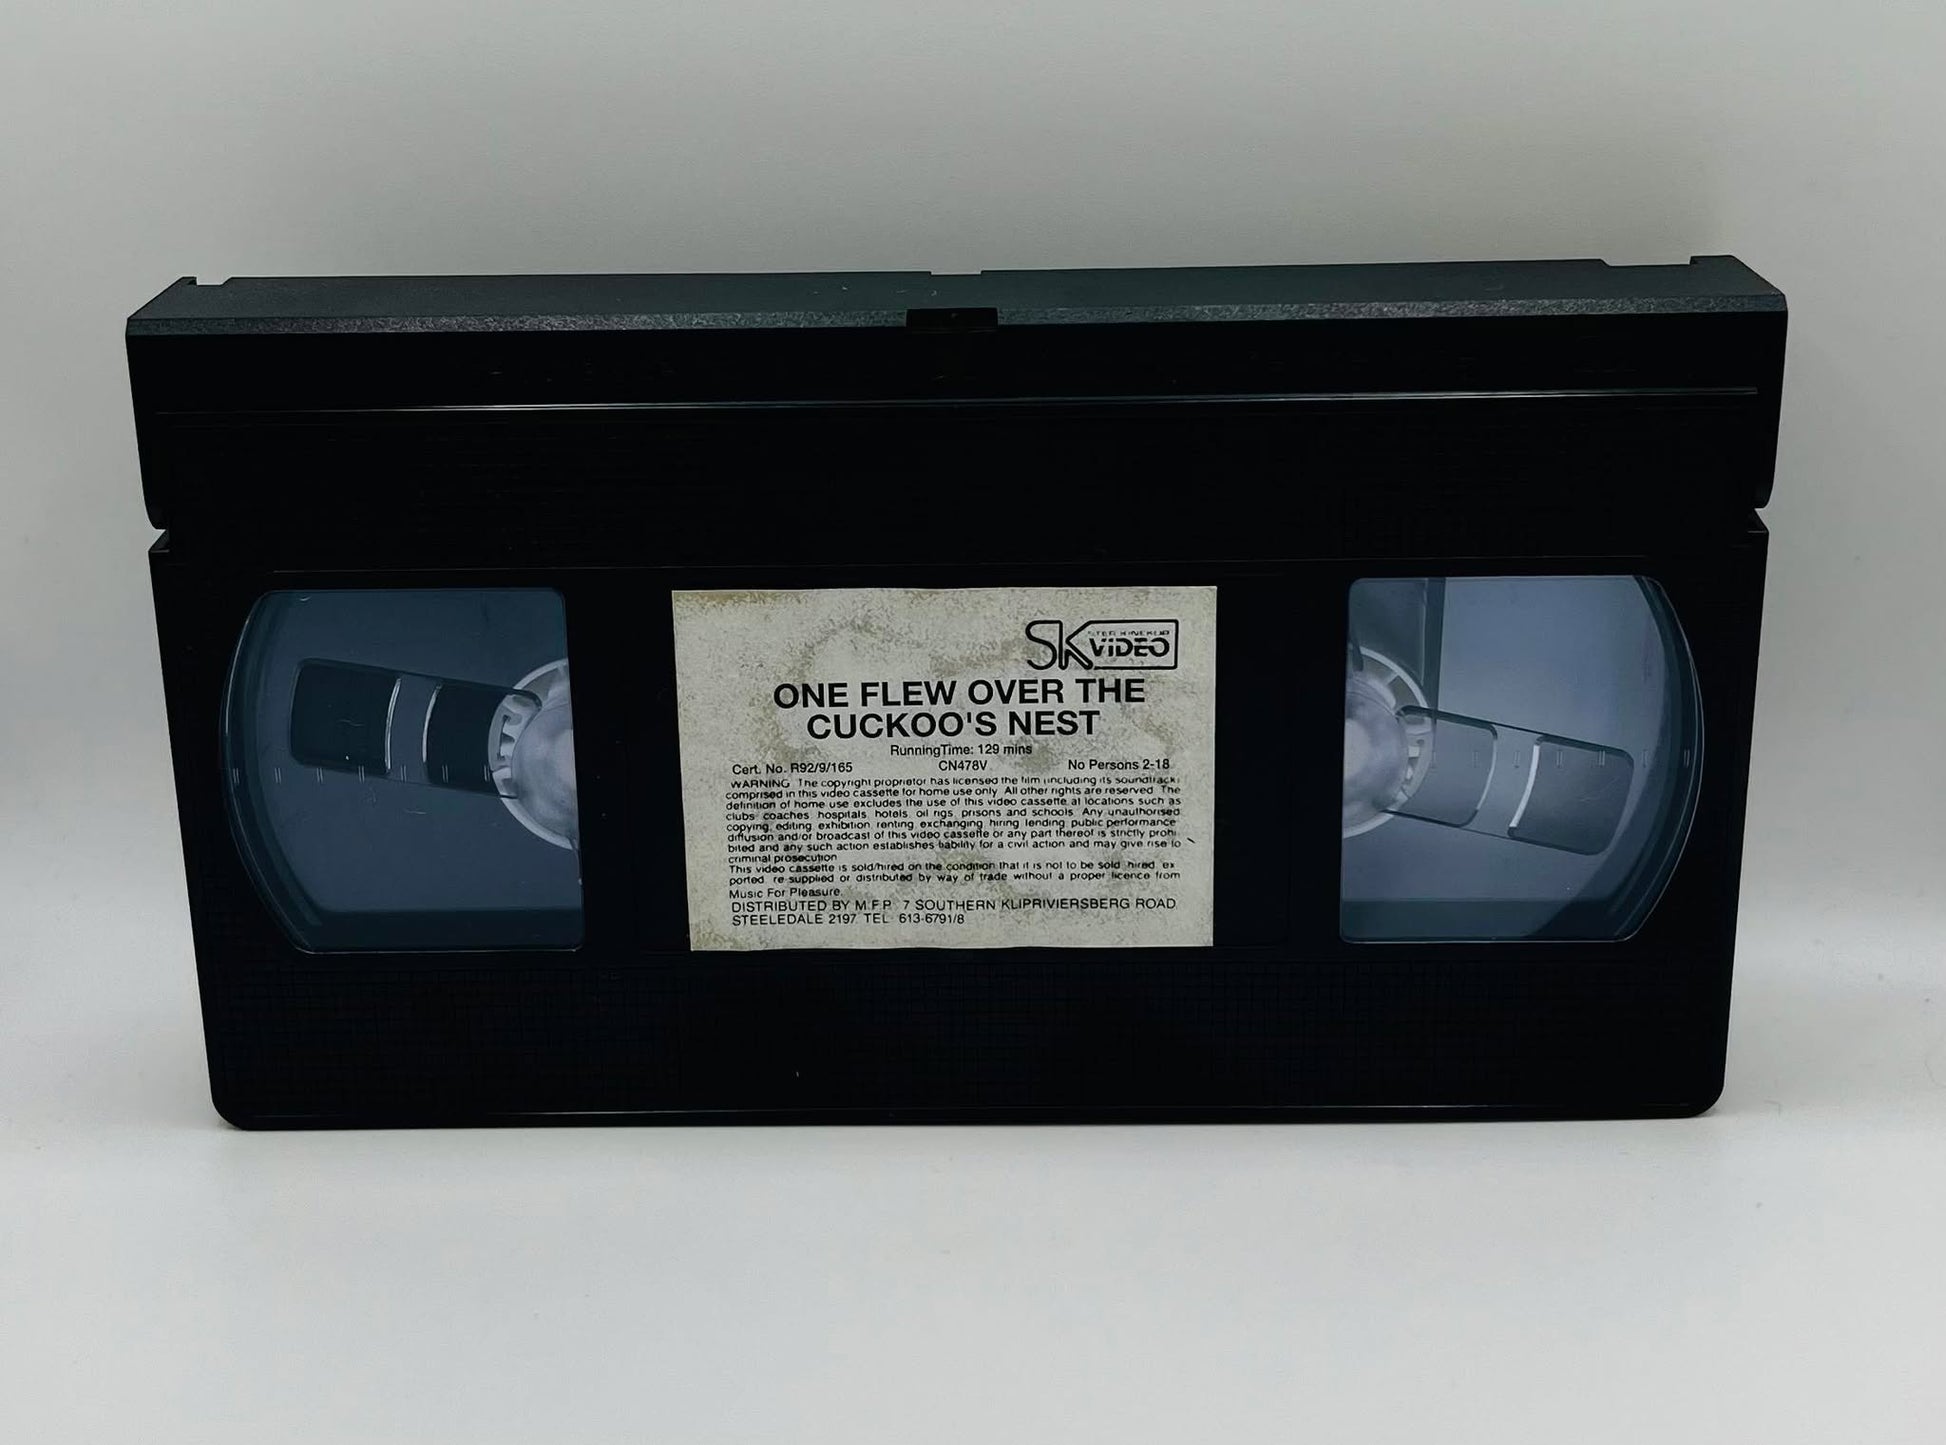 SK STER KINEKOR
VIDEO
ONE FLEW OVER THE
CUCKOO'S NEST
RunningTime: 129 mins
Cert. No. R92/9/165 CN478V No Persons 2-18
WARNING The copyright proprietor has licensed the film (including its soundtrack)
comprised in this video cassette for home use only. All other rights are reserved. The
definition of home use excludes the use of this video cassette at locations such as
clubs coaches hospitals hotels oil rigs, prisons and schools. Any unauthorised
copying, editing exhibition, renting exchanging, hiring lending public performance
diffusion and/or broadcast of this video cassette or any part thereof is strictly prohi
bited and any such action establishes liability for a civil action and may give rise to
criminal prosecution
This video cassette is sold/hired on the condition that it is not to be sold hired ex
ported re-supplied or distributed by way of trade without a proper licence from
Music For Pleasure.
DISTRIBUTED BY M.F.P. 7 SOUTHERN KLIPRIVIERSBERG ROAD
STEELEDALE 2197 TEL 613-6791/8